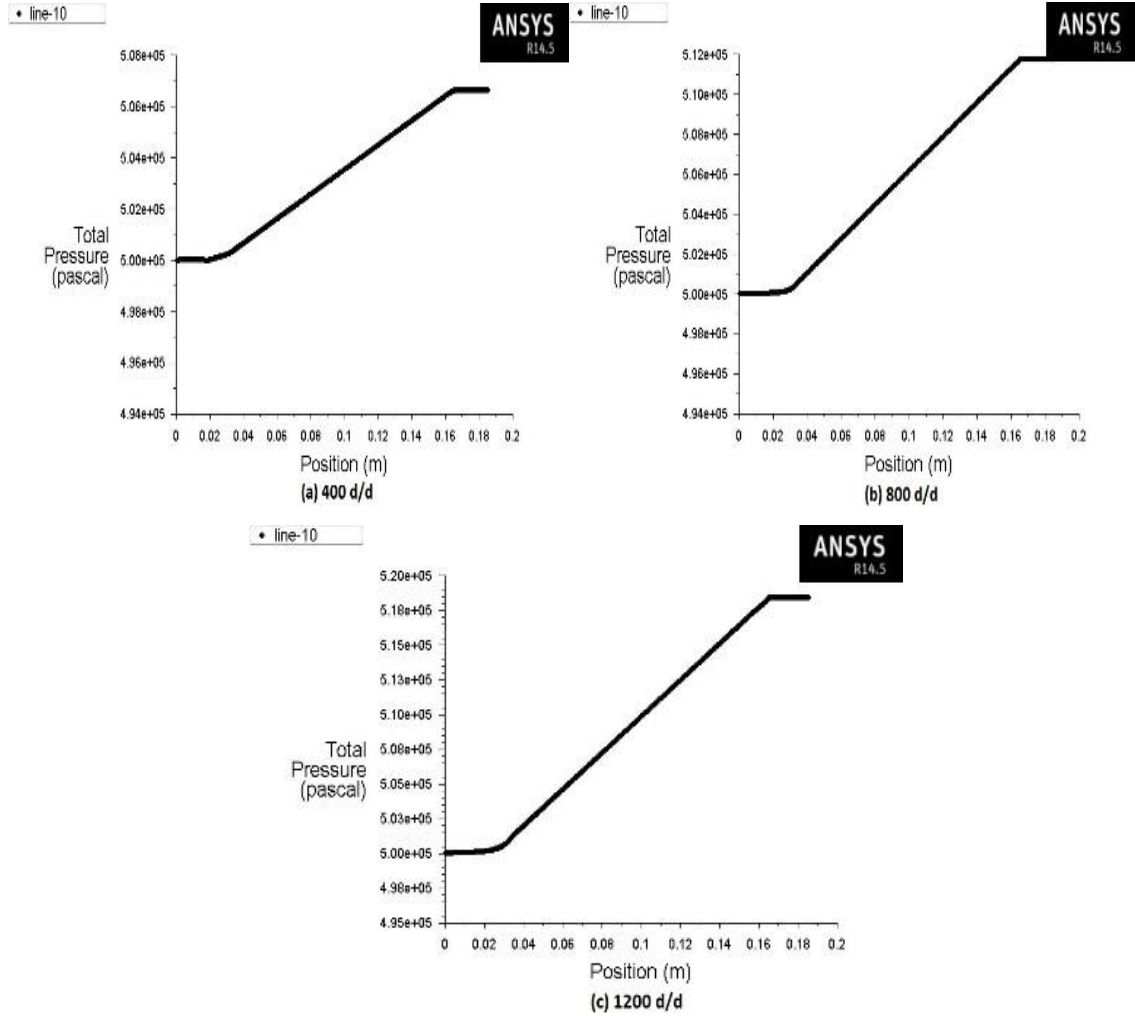 line-10
ANSYS
R14.5
5.08e+05
5.06e+05
5.04e+05
5.02e+05
5.00e+05
4.98e+05
4.96e+05
4.94e+05
Total
Pressure
(pascal)
0 0.02 0.04 0.06 0.08 0.1 0.12 0.14 0.16 0.18 0.2
Position (m)
(a) 400 d/d
line-10
ANSYS
R14.5
5.12e+05
5.10e+05
5.08e+05
5.06e+05
5.04e+05
5.02e+05
5.00e+05
4.98e+05
4.96e+05
4.94e+05
Total
Pressure
(pascal)
0 0.02 0.04 0.06 0.08 0.1 0.12 0.14 0.16 0.18 0.2
Position (m)
(b) 800 d/d
line-10
ANSYS
R14.5
5.20e+05
5.18e+05
5.15e+05
5.13e+05
5.10e+05
5.08e+05
5.05e+05
5.03e+05
5.00e+05
4.98e+05
4.95e+05
Total
Pressure
(pascal)
0 0.02 0.04 0.06 0.08 0.1 0.12 0.14 0.16 0.18 0.2
Position (m)
(c) 1200 d/d